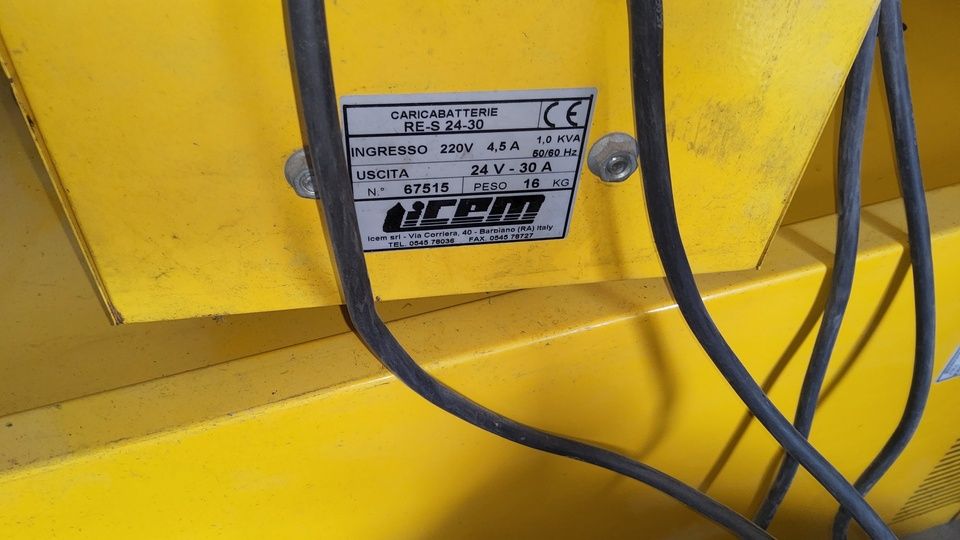 CARICABATTERIE
RE-S 24-30
CE
INGRESSO 220V 4,5 A 1,0 KVA 50/60 Hz
USCITA 24 V - 30 A
N.° 67515 PESO 16 KG
icem
Icem srl - Via Corriera, 40 - Barbiano (RA) Italy
TEL. 0545 78036 FAX. 0545 78727